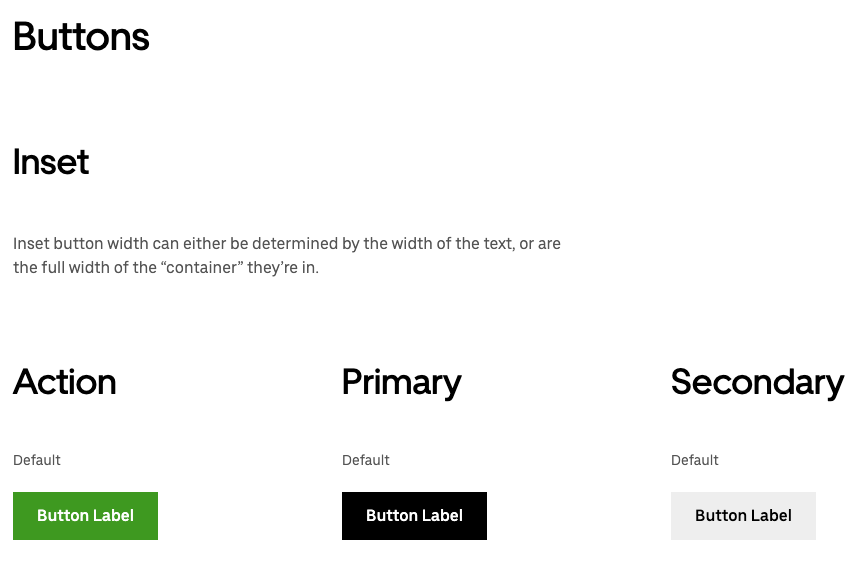 Buttons
Inset
Inset button width can either be determined by the width of the text, or are
the full width of the “container” they’re in.
Action
Primary
Secondary
Default
Default
Default
Button Label
Button Label
Button Label